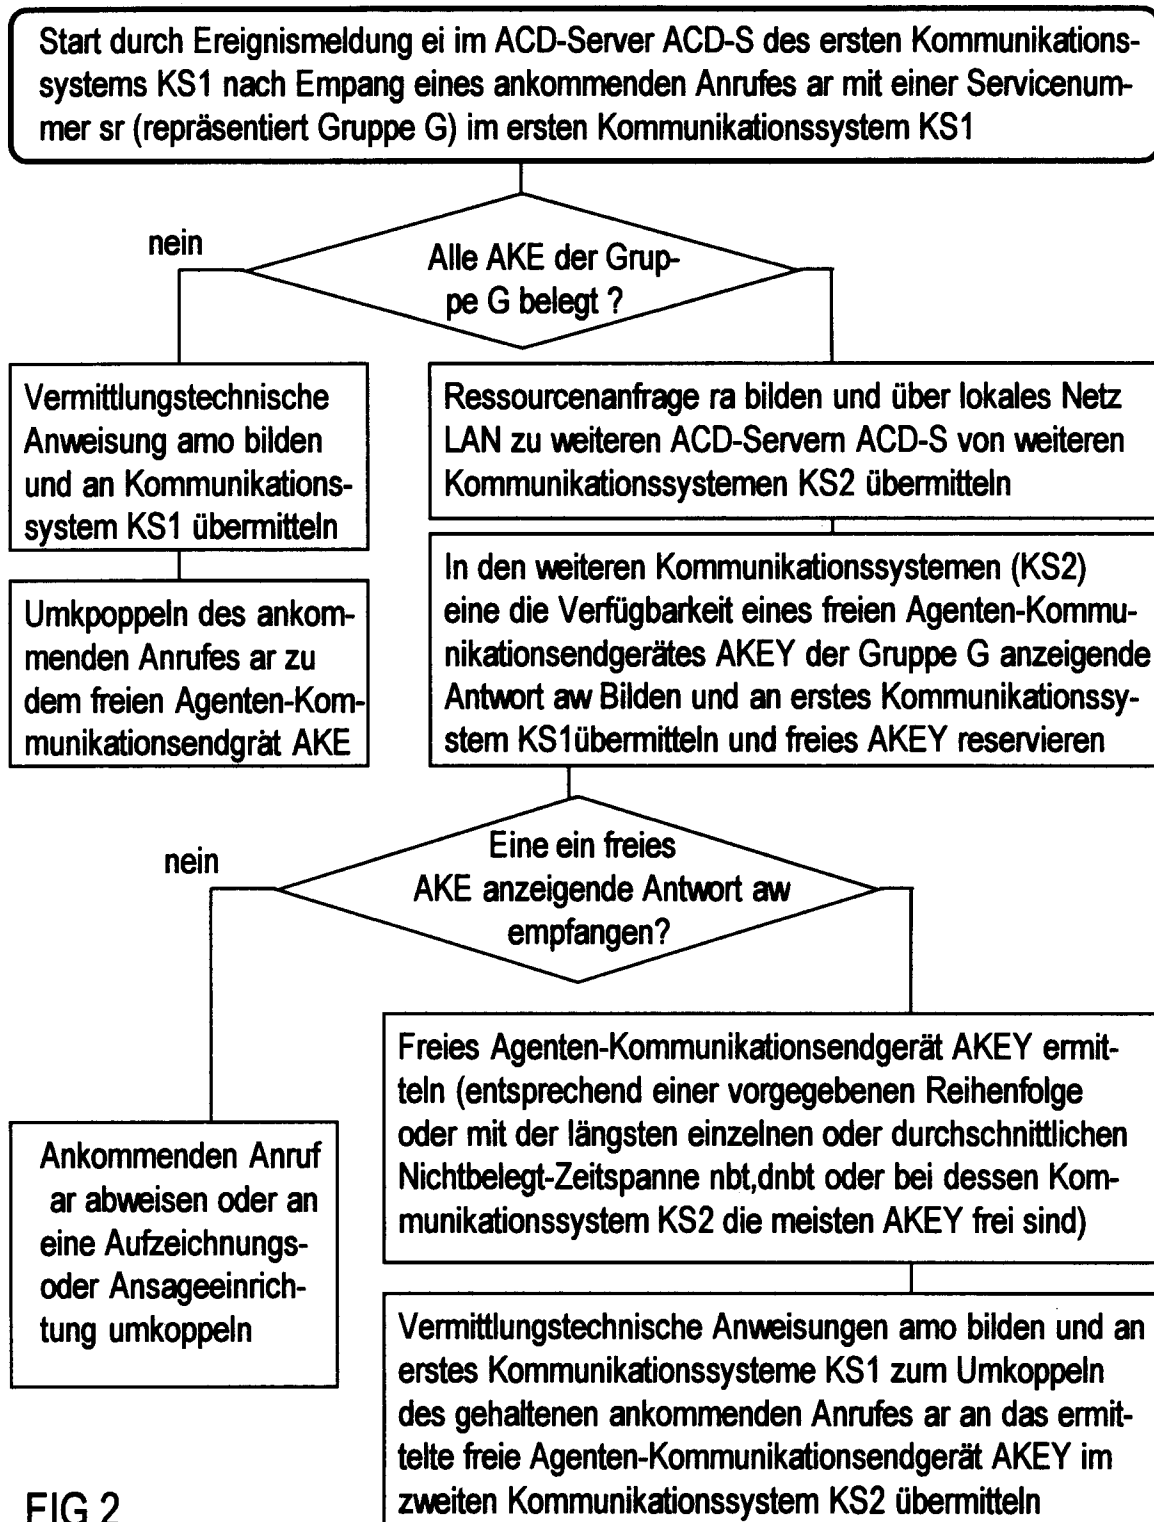 Start durch Ereignismeldung ei im ACD-Server ACD-S des ersten Kommunikations-
systems KS1 nach Empang eines ankommenden Anrufes ar mit einer Servicenum-
mer sr (repräsentiert Gruppe G) im ersten Kommunikationssystem KS1
nein
Alle AKE der Grup-
pe G belegt ?
Vermittlungstechnische
Anweisung amo bilden
und an Kommunikations-
system KS1 übermitteln
Ressourcenanfrage ra bilden und über lokales Netz
LAN zu weiteren ACD-Servern ACD-S von weiteren
Kommunikationssystemen KS2 übermitteln
Umkpoppeln des ankom-
menden Anrufes ar zu
dem freien Agenten-Kom-
munikationsendgrät AKE
In den weiteren Kommunikationssystemen (KS2)
eine die Verfügbarkeit eines freien Agenten-Kommu-
nikationsendgerätes AKEY der Gruppe G anzeigende
Antwort aw Bilden und an erstes Kommunikationssy-
stem KS1übermitteln und freies AKEY reservieren
nein
Eine ein freies
AKE anzeigende Antwort aw
empfangen?
Ankommenden Anruf
ar abweisen oder an
eine Aufzeichnungs-
oder Ansageeinrich-
tung umkoppeln
Freies Agenten-Kommunikationsendgerät AKEY ermit-
teln (entsprechend einer vorgegebenen Reihenfolge
oder mit der längsten einzelnen oder durchschnittlichen
Nichtbelegt-Zeitspanne nbt,dnbt oder bei dessen Kom-
munikationssystem KS2 die meisten AKEY frei sind)
Vermittlungstechnische Anweisungen amo bilden und an
erstes Kommunikationssysteme KS1 zum Umkoppeln
des gehaltenen ankommenden Anrufes ar an das ermit-
telte freie Agenten-Kommunikationsendgerät AKEY im
zweiten Kommunikationssystem KS2 übermitteln
FIG 2